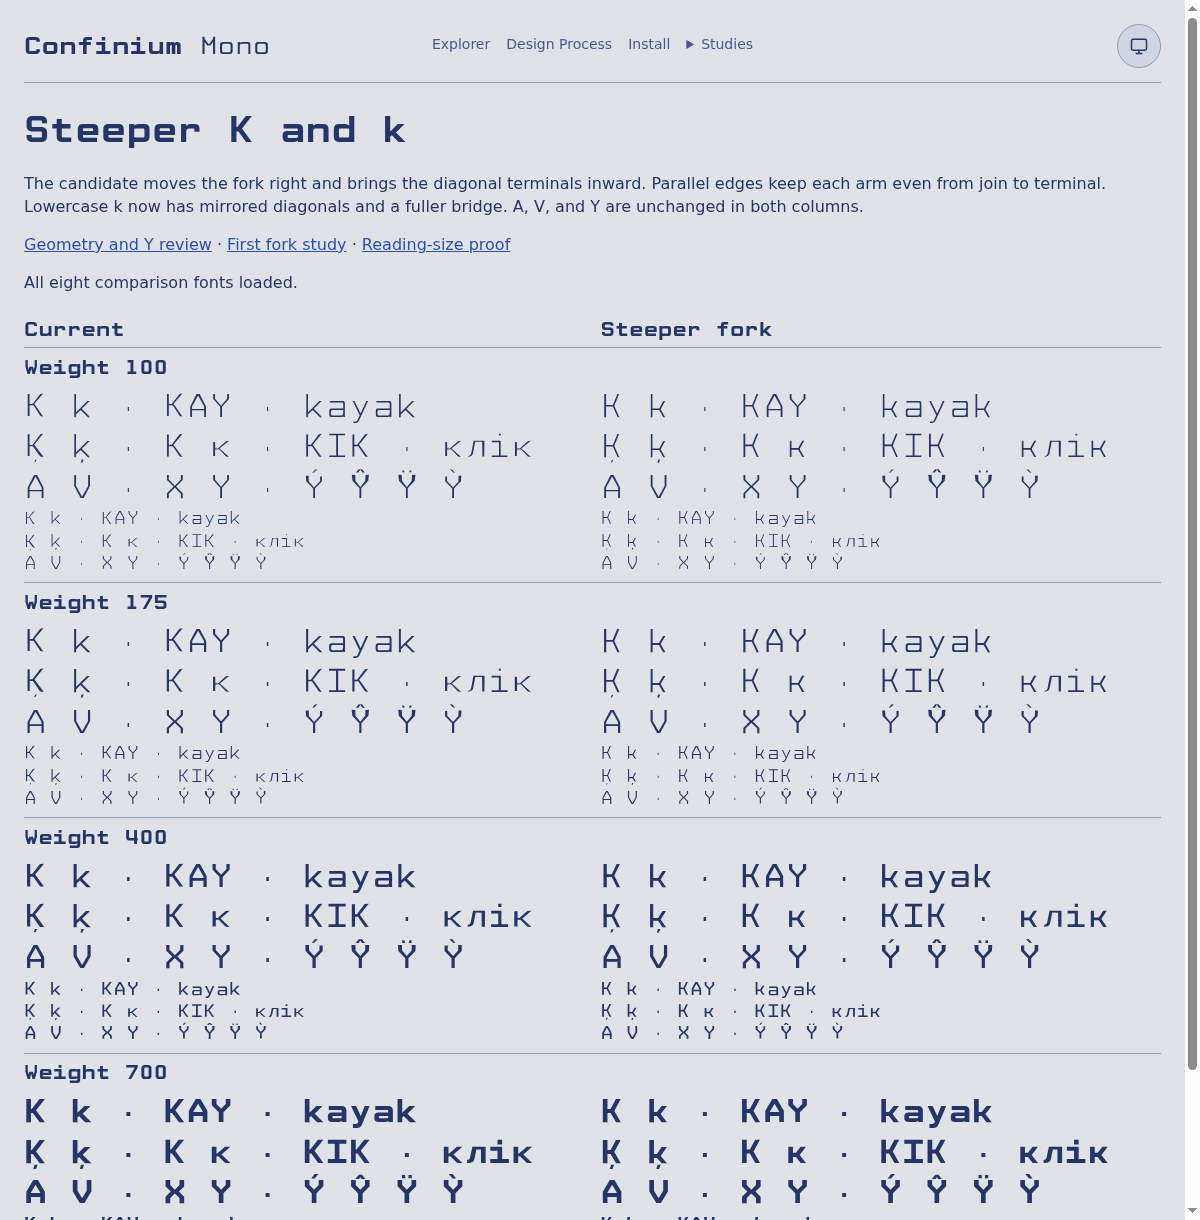 Confinium Mono
Explorer Design Process Install ▶ Studies
Steeper K and k
The candidate moves the fork right and brings the diagonal terminals inward. Parallel edges keep each arm even from join to terminal.
Lowercase k now has mirrored diagonals and a fuller bridge. A, V, and Y are unchanged in both columns.
Geometry and Y review · First fork study · Reading-size proof
All eight comparison fonts loaded.
Current Steeper fork
Weight 100
K k · KAY · kayak K k · KAY · kayak
Ķ ķ · К к · КІК · клік Ķ ķ · К к · КІК · клік
A V · X Y · Ý Ŷ Ÿ Ỳ A V · X Y · Ý Ŷ Ÿ Ỳ
K k · KAY · kayak K k · KAY · kayak
Ķ ķ · К к · КІК · клік Ķ ķ · К к · КІК · клік
A V · X Y · Ý Ŷ Ÿ Ỳ A V · X Y · Ý Ŷ Ÿ Ỳ
Weight 175
K k · KAY · kayak K k · KAY · kayak
Ķ ķ · К к · КІК · клік Ķ ķ · К к · КІК · клік
A V · X Y · Ý Ŷ Ÿ Ỳ A V · X Y · Ý Ŷ Ÿ Ỳ
K k · KAY · kayak K k · KAY · kayak
Ķ ķ · К к · КІК · клік Ķ ķ · К к · КІК · клік
A V · X Y · Ý Ŷ Ÿ Ỳ A V · X Y · Ý Ŷ Ÿ Ỳ
Weight 400
K k · KAY · kayak K k · KAY · kayak
Ķ ķ · К к · КІК · клік Ķ ķ · К к · КІК · клік
A V · X Y · Ý Ŷ Ÿ Ỳ A V · X Y · Ý Ŷ Ÿ Ỳ
K k · KAY · kayak K k · KAY · kayak
Ķ ķ · К к · КІК · клік Ķ ķ · К к · КІК · клік
A V · X Y · Ý Ŷ Ÿ Ỳ A V · X Y · Ý Ŷ Ÿ Ỳ
Weight 700
K k · KAY · kayak K k · KAY · kayak
Ķ ķ · К к · КІК · клік Ķ ķ · К к · КІК · клік
A V · X Y · Ý Ŷ Ÿ Ỳ A V · X Y · Ý Ŷ Ÿ Ỳ